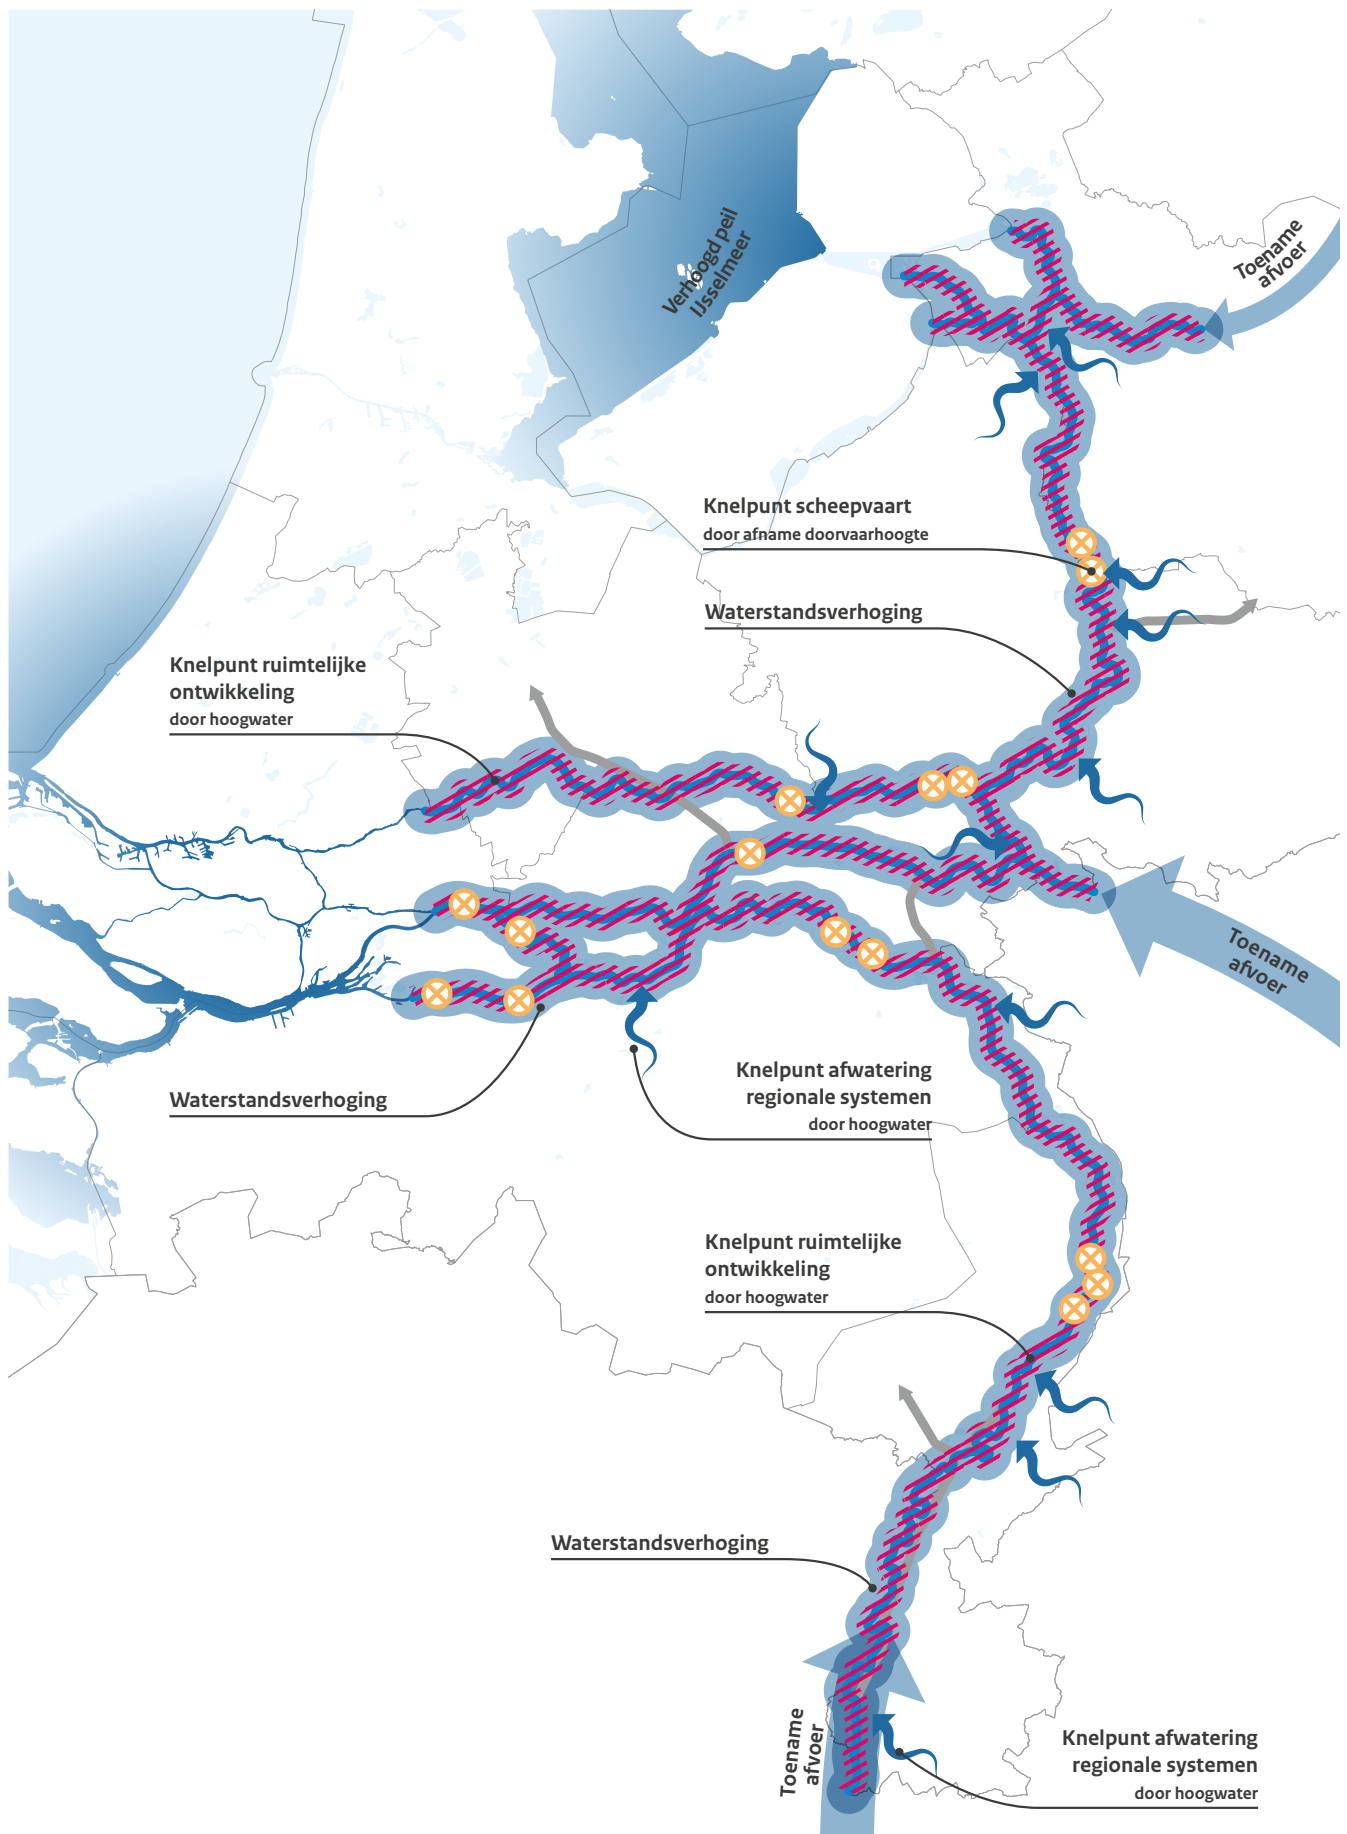 Toename
afvoer
Verhoogd peil
IJsselmeer
Knelpunt scheepvaart
door afname doorvaarhoogte
Waterstandsverhoging
Knelpunt ruimtelijke
ontwikkeling
door hoogwater
Toename
afvoer
Knelpunt afwatering
regionale systemen
door hoogwater
Waterstandsverhoging
Knelpunt ruimtelijke
ontwikkeling
door hoogwater
Waterstandsverhoging
Toename
afvoer
Knelpunt afwatering
regionale systemen
door hoogwater